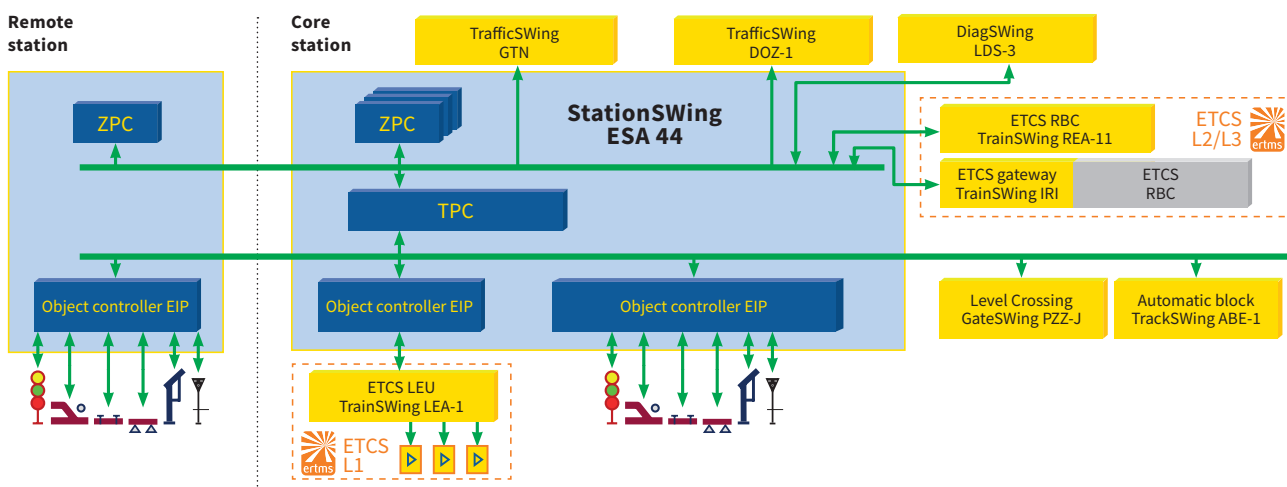 Remote
station
Core
station
TrafficSWing
GTN
TrafficSWing
DOZ-1
DiagSWing
LDS-3
ZPC
ZPC
StationSWing
ESA 44
ETCS RBC
TrainSWing REA-11
ETCS
L2/L3
ertms
ETCS gateway
TrainSWing IRI
ETCS
RBC
TPC
Object controller EIP
Object controller EIP
Object controller EIP
Level Crossing
GateSWing PZZ-J
Automatic block
TrackSWing ABE-1
ETCS LEU
TrainSWing LEA-1
ertms
ETCS
L1